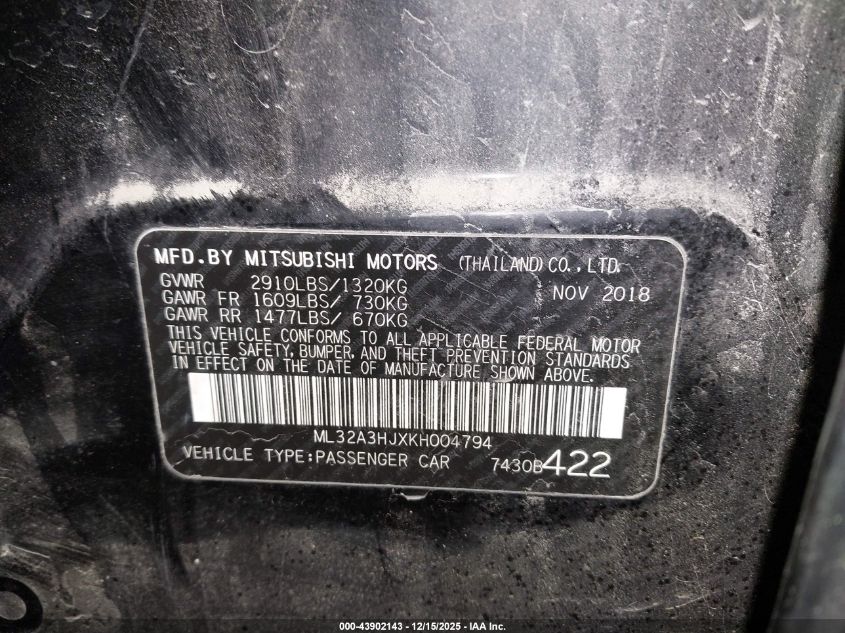 MFD.BY MITSUBISHI MOTORS (THAILAND) CO., LTD.
GVWR 2910LBS/1320KG NOV 2018
GAWR FR 1609LBS/ 730KG
GAWR RR 1477LBS/ 670KG
THIS VEHICLE CONFORMS TO ALL APPLICABLE FEDERAL MOTOR
VEHICLE SAFETY, BUMPER, AND THEFT PREVENTION STANDARDS
IN EFFECT ON THE DATE OF MANUFACTURE SHOWN ABOVE.
ML32A3HJXKH004794
VEHICLE TYPE:PASSENGER CAR 7430B422
000-43902143 - 12/15/2025 - IAA Inc.